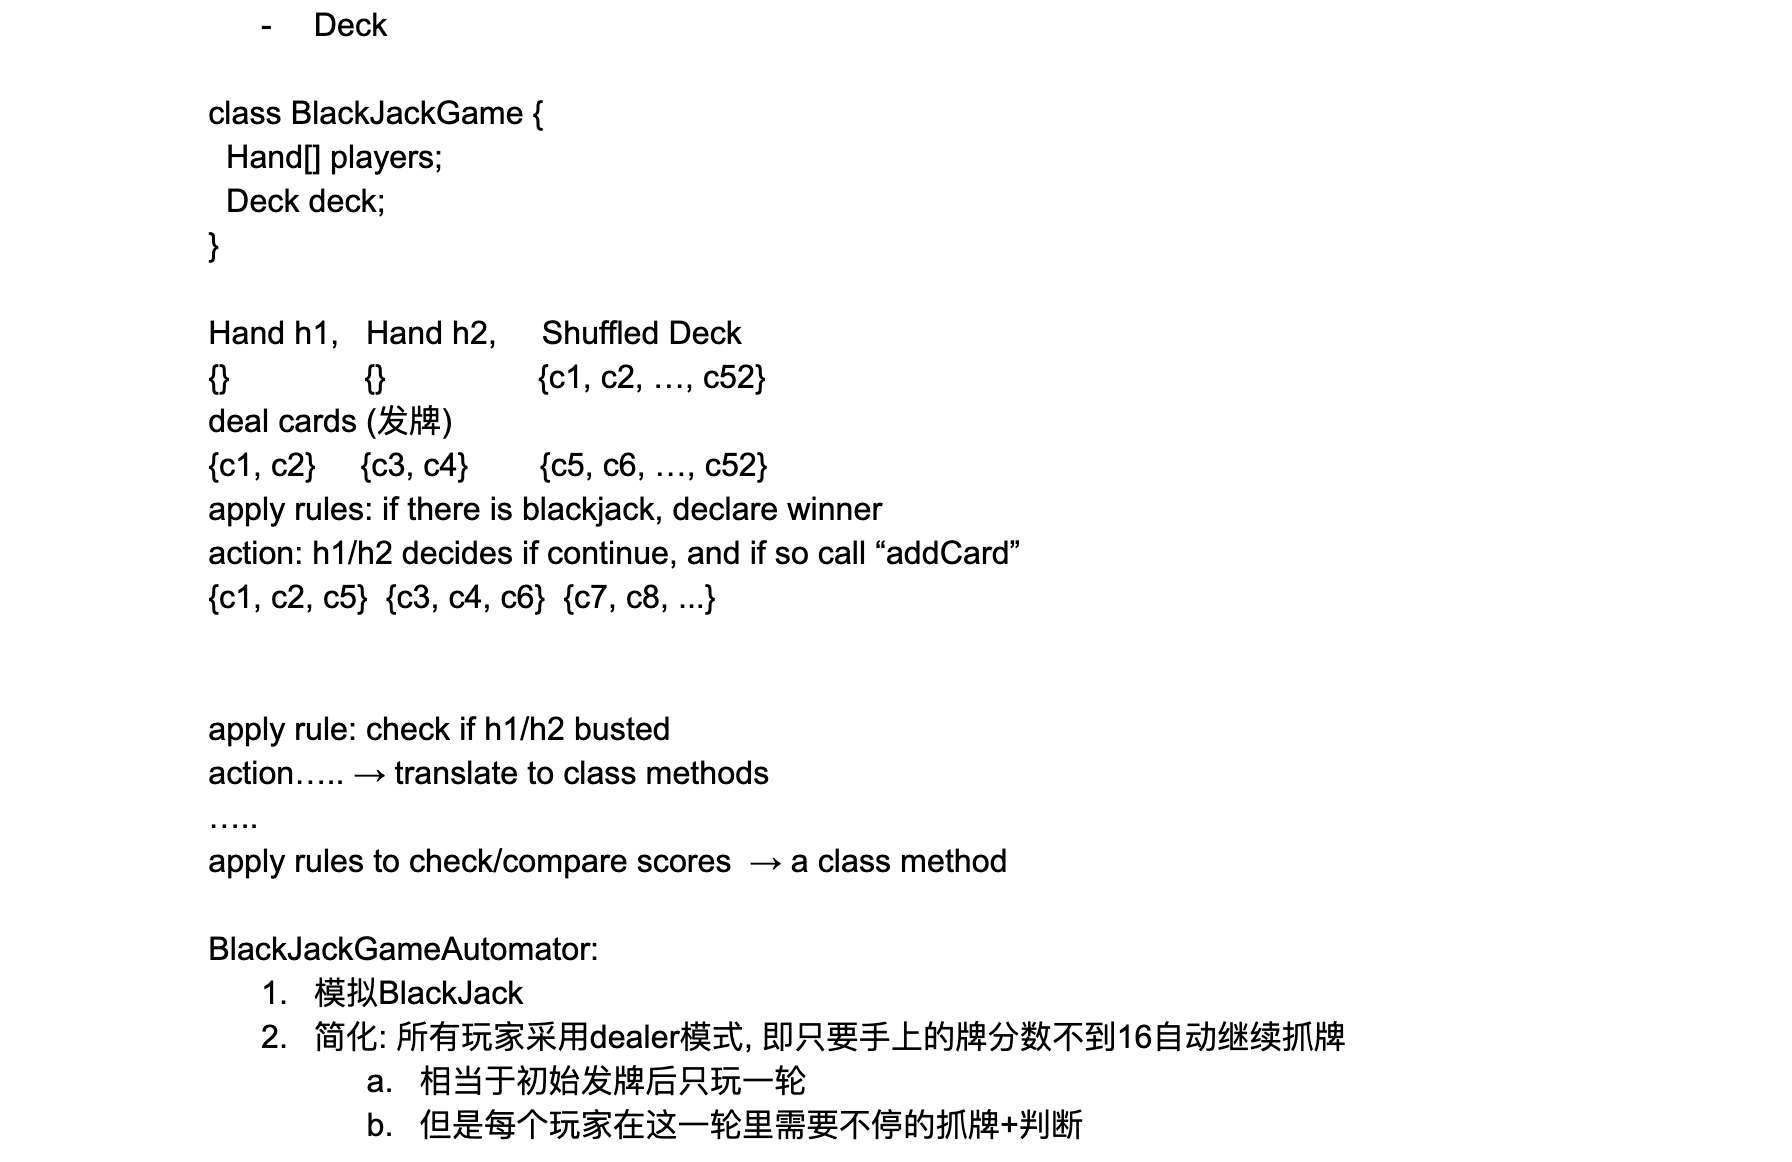 - Deck
class BlackJackGame {
Hand[] players;
Deck deck;
}
Hand h1, Hand h2, Shuffled Deck
{} {} {c1, c2, …, c52}
deal cards (发牌)
{c1, c2} {c3, c4} {c5, c6, …, c52}
apply rules: if there is blackjack, declare winner
action: h1/h2 decides if continue, and if so call “addCard”
{c1, c2, c5} {c3, c4, c6} {c7, c8, ...}
apply rule: check if h1/h2 busted
action….. → translate to class methods
…..
apply rules to check/compare scores → a class method
BlackJackGameAutomator:
1. 模拟BlackJack
2. 简化: 所有玩家采用dealer模式, 即只要手上的牌分数不到16自动继续抓牌
a. 相当于初始发牌后只玩一轮
b. 但是每个玩家在这一轮里需要不停的抓牌+判断